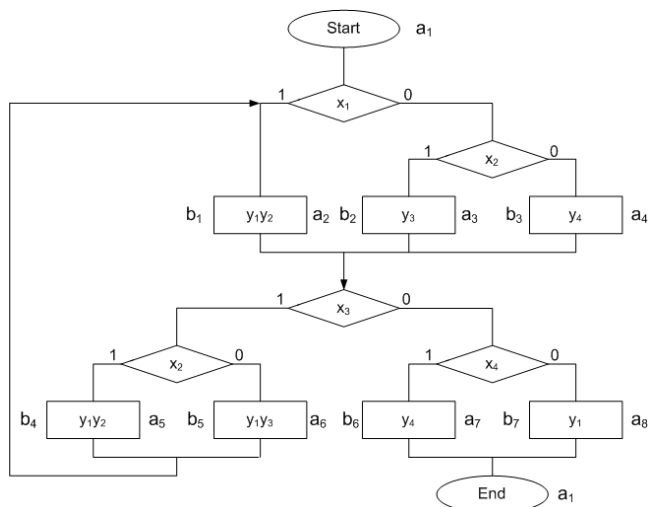 Start a₁
1 x₁ 0
1 x₂ 0
b₁ y₁y₂ a₂ b₂ y₃ a₃ b₃ y₄ a₄
1 x₃ 0
1 x₂ 0 1 x₄ 0
b₄ y₁y₂ a₅ b₅ y₁y₃ a₆ b₆ y₄ a₇ b₇ y₁ a₈
End a₁